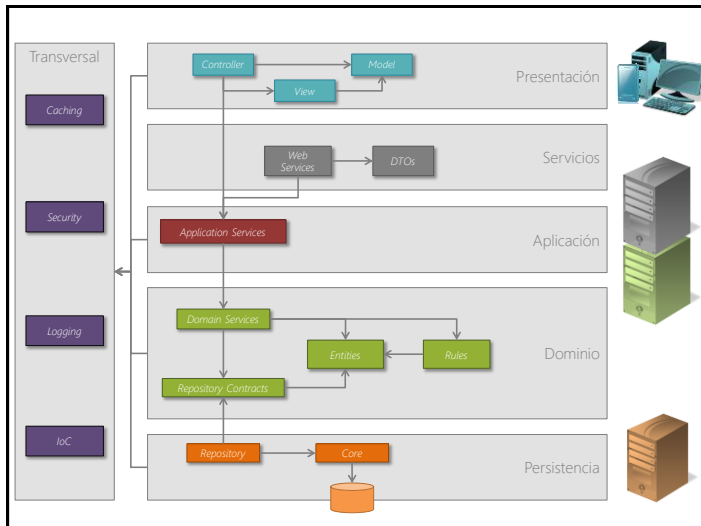 Transversal
Caching
Security
Logging
IoC
Controller
Model
View
Presentación
Web
Services
DTOs
Servicios
Application Services
Aplicación
Domain Services
Entities
Rules
Repository Contracts
Dominio
Repository
Core
Persistencia